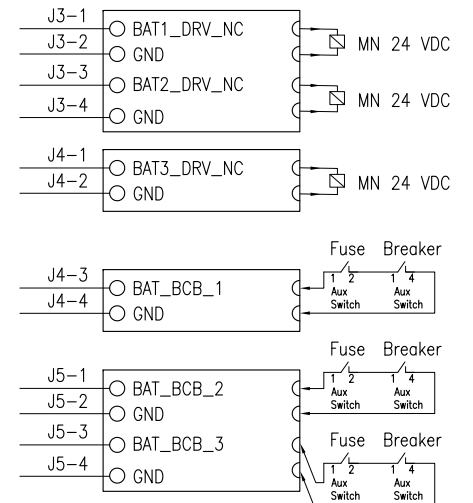 J3-1 BAT1_DRV_NC
J3-2 GND MN 24 VDC
J3-3 BAT2_DRV_NC
J3-4 GND MN 24 VDC
J4-1 BAT3_DRV_NC
J4-2 GND MN 24 VDC
Fuse Breaker
J4-3 BAT_BCB_1 1 2 1 4
J4-4 GND Aux Aux
Switch Switch
Fuse Breaker
J5-1 BAT_BCB_2 1 2 1 4
J5-2 GND Aux Aux
Switch Switch
J5-3 BAT_BCB_3 Fuse Breaker
J5-4 GND 1 2 1 4
Aux Aux
Switch Switch